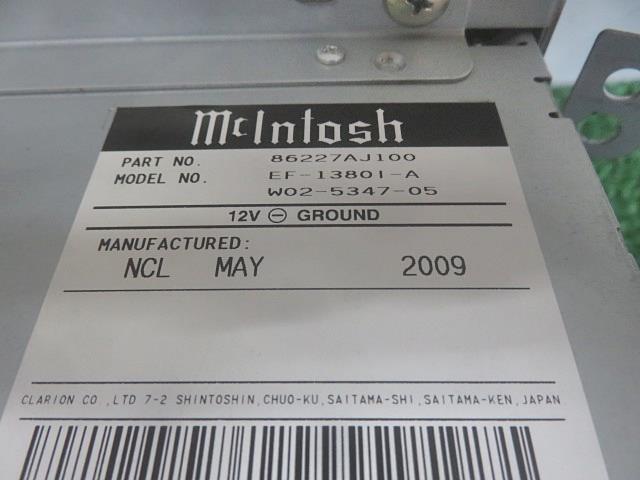 McIntosh
PART NO. 86227AJ100
MODEL NO. EF-1380I-A
W02-5347-05
12V ⊖ GROUND
MANUFACTURED:
NCL MAY 2009
CLARION CO.,LTD 7-2 SHINTOSHIN,CHUO-KU,SAITAMA-SHI,SAITAMA-KEN,JAPAN